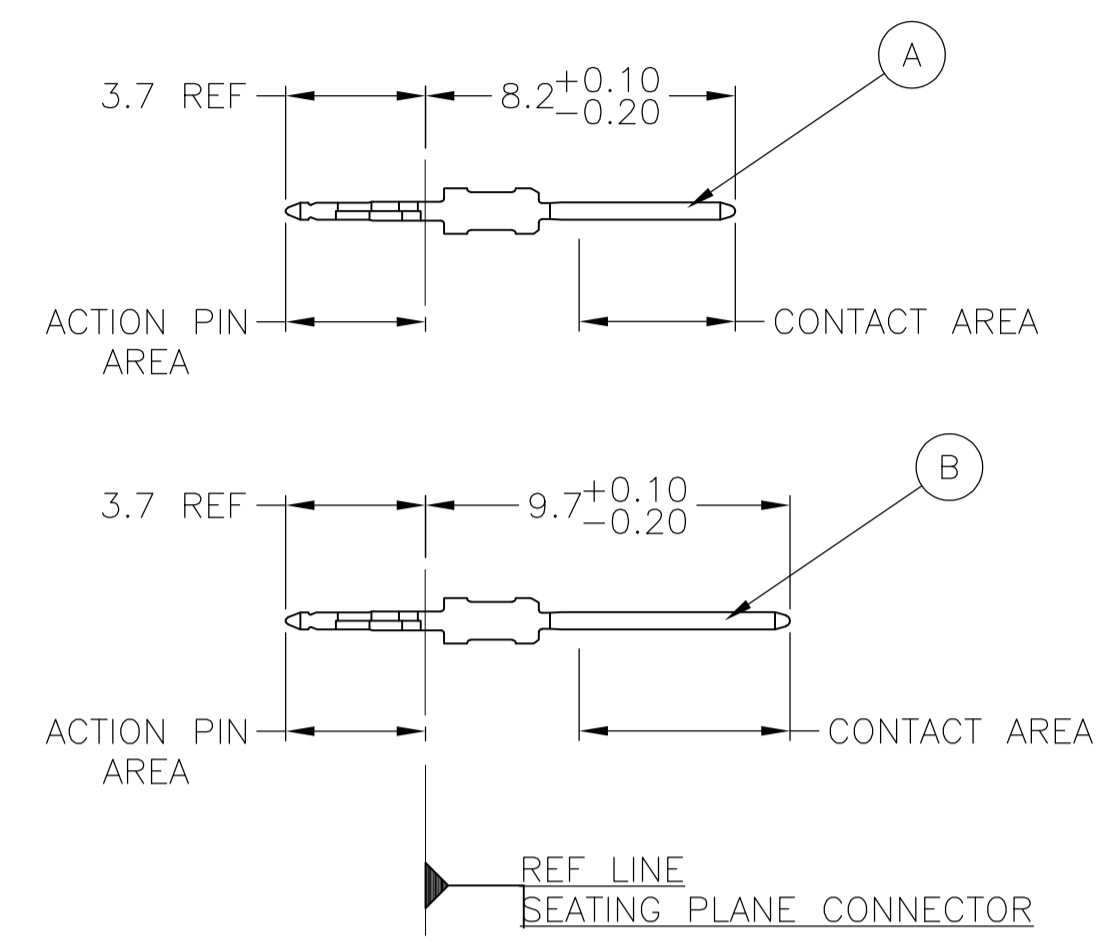 A
3.7 REF
8.2 +0.10 -0.20
ACTION PIN AREA
CONTACT AREA
B
3.7 REF
9.7 +0.10 -0.20
ACTION PIN AREA
CONTACT AREA
REF LINE
SEATING PLANE CONNECTOR